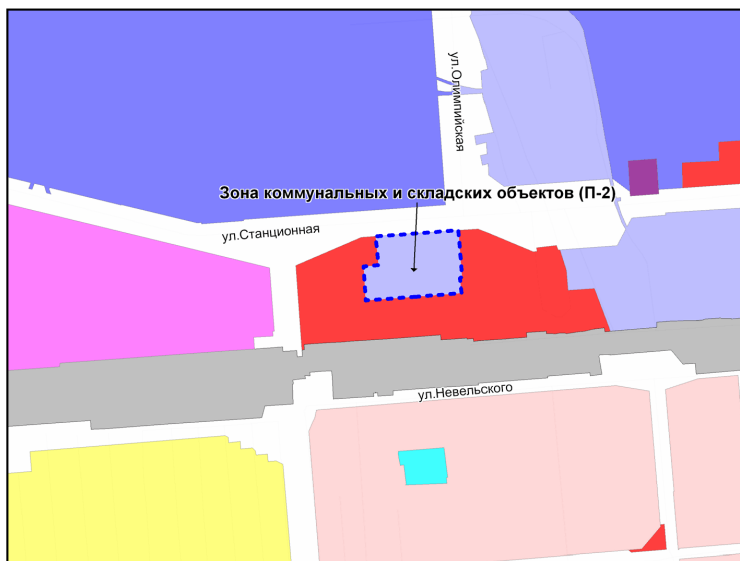 ул.Олимпийская
Зона коммунальных и складских объектов (П-2)
ул.Станционная
ул.Невельского